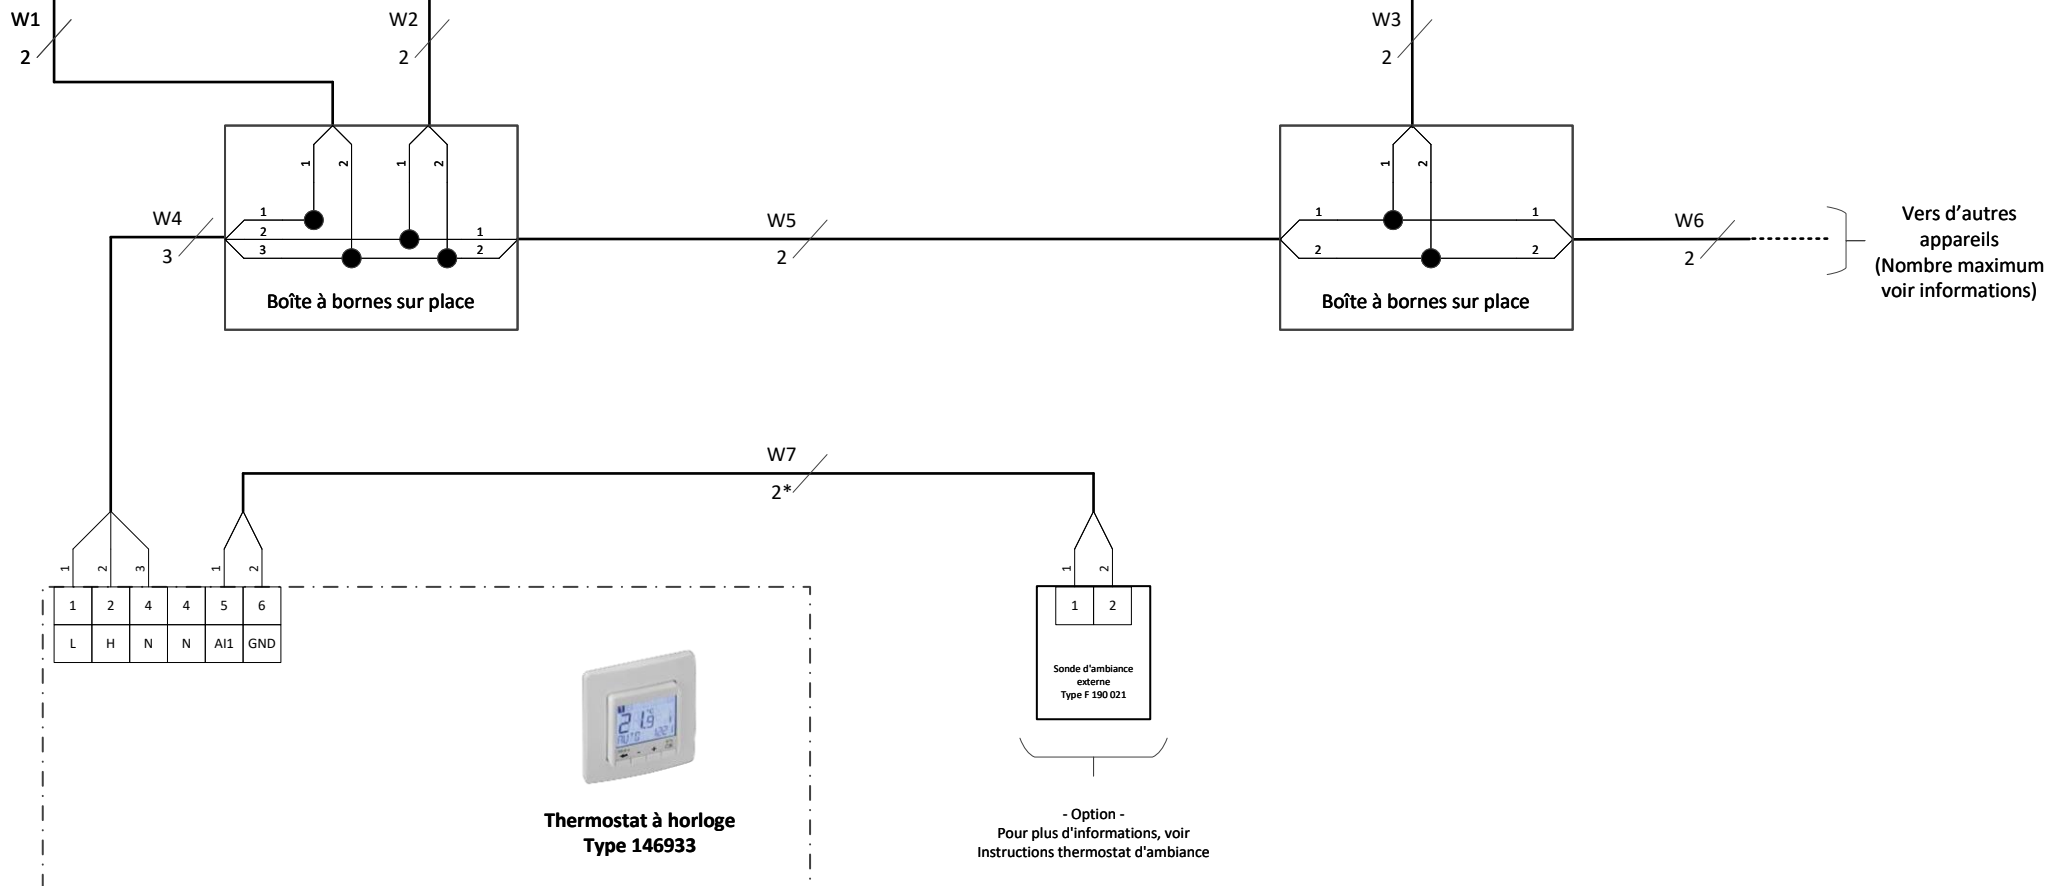 W1
2
W2
2
W3
2
1
2
1
2
1
2
W4
3
1
2
3
1
2
W5
2
1
2
1
2
W6
2
Vers d’autres
appareils
(Nombre maximum
voir informations)
Boîte à bornes sur place
Boîte à bornes sur place
W7
2*
1
2
3
1
2
1
2
1 2 4 4 5 6
L H N N AI1 GND
1 2
Sonde d'ambiance
externe
Type F 190 021
21.9
AUTO
Thermostat à horloge
Type 146933
- Option -
Pour plus d'informations, voir
Instructions thermostat d'ambiance